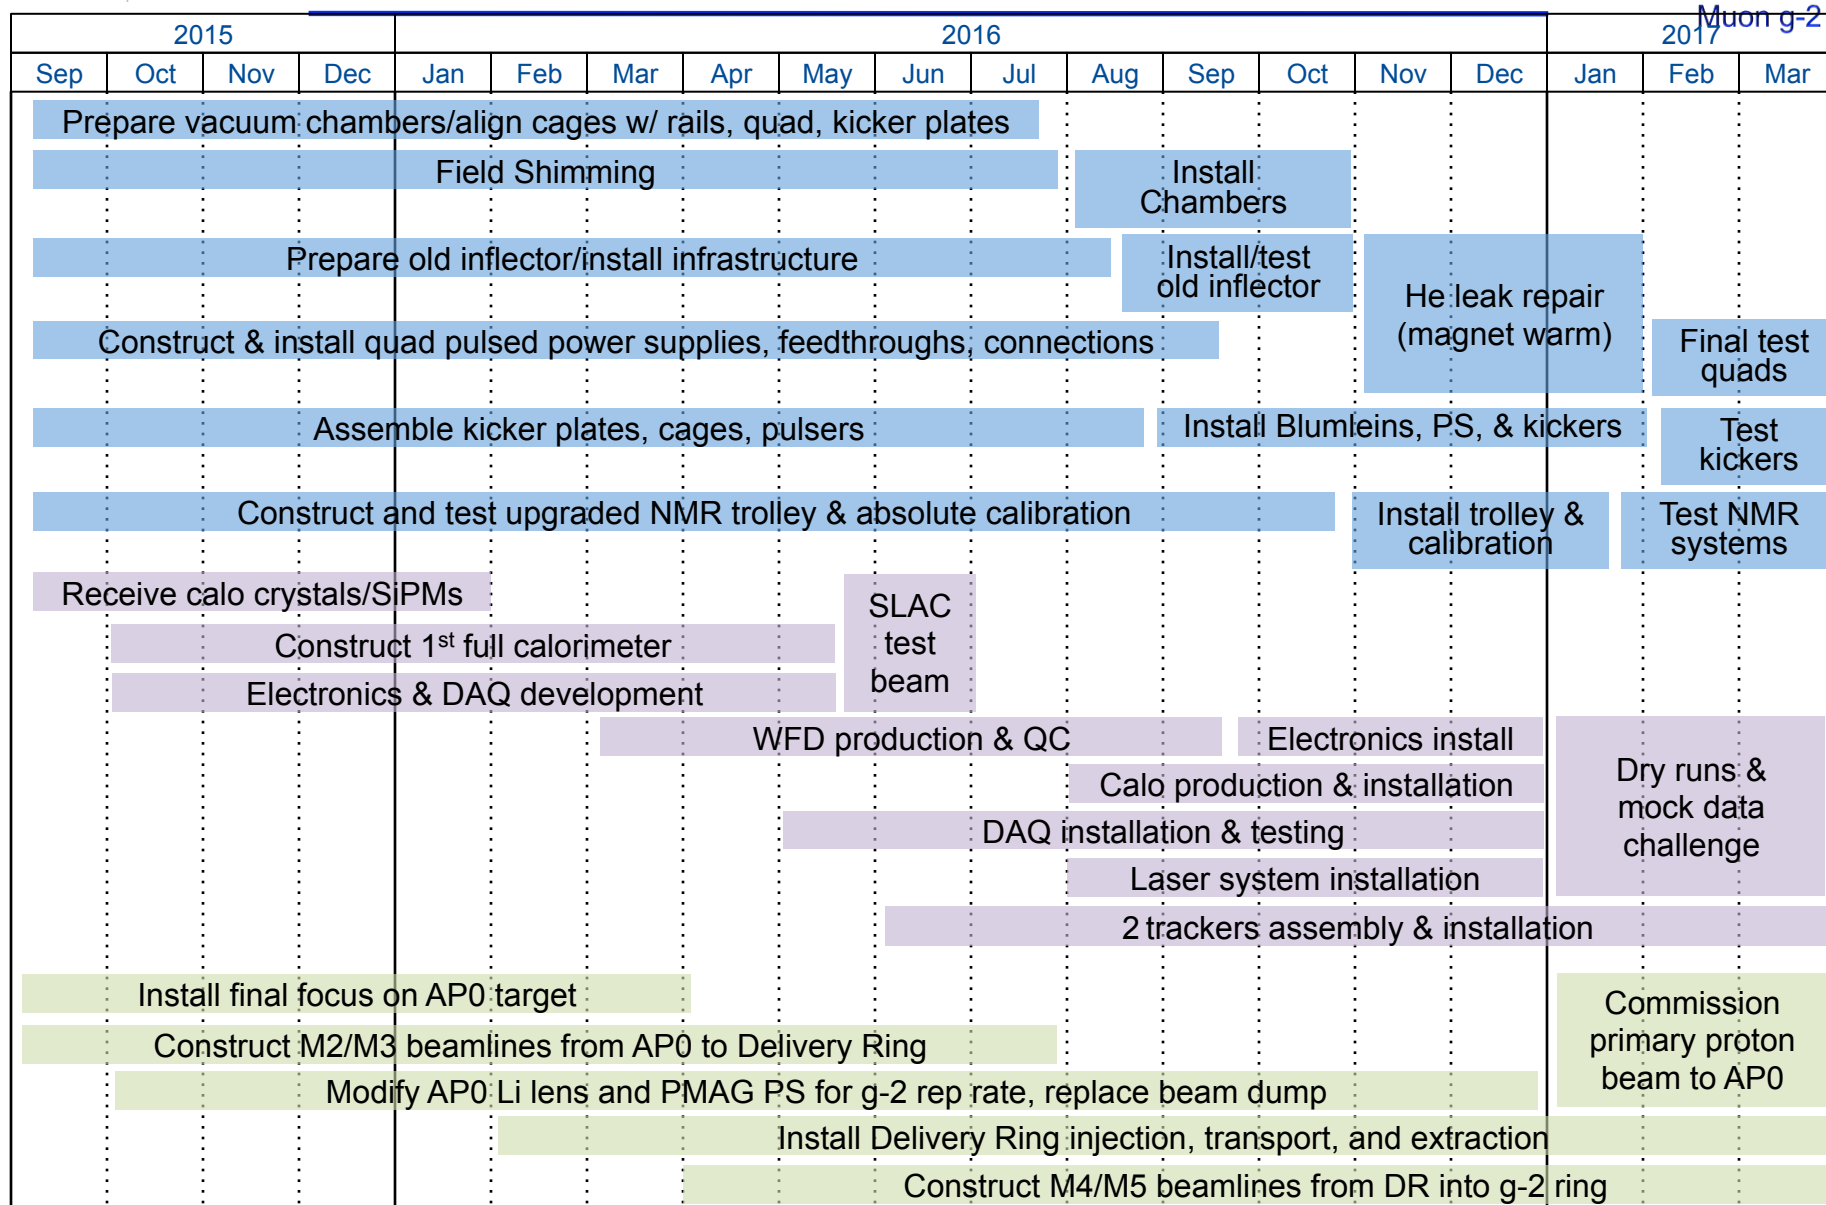 Muon g-2
2015 2016 2017
Sep Oct Nov Dec Jan Feb Mar Apr May Jun Jul Aug Sep Oct Nov Dec Jan Feb Mar
Prepare vacuum chambers/align cages w/ rails, quad, kicker plates
Field Shimming
Install
Chambers
Prepare old inflector/install infrastructure
Install/test
old inflector
He leak repair
(magnet warm)
Construct & install quad pulsed power supplies, feedthroughs, connections
Final test
quads
Assemble kicker plates, cages, pulsers
Install Blumleins, PS, & kickers
Test
kickers
Construct and test upgraded NMR trolley & absolute calibration
Install trolley &
calibration
Test NMR
systems
Receive calo crystals/SiPMs
SLAC
test
beam
Construct 1st full calorimeter
Electronics & DAQ development
WFD production & QC
Electronics install
Dry runs &
mock data
challenge
Calo production & installation
DAQ installation & testing
Laser system installation
2 trackers assembly & installation
Install final focus on AP0 target
Commission
primary proton
beam to AP0
Construct M2/M3 beamlines from AP0 to Delivery Ring
Modify AP0 Li lens and PMAG PS for g-2 rep rate, replace beam dump
Install Delivery Ring injection, transport, and extraction
Construct M4/M5 beamlines from DR into g-2 ring